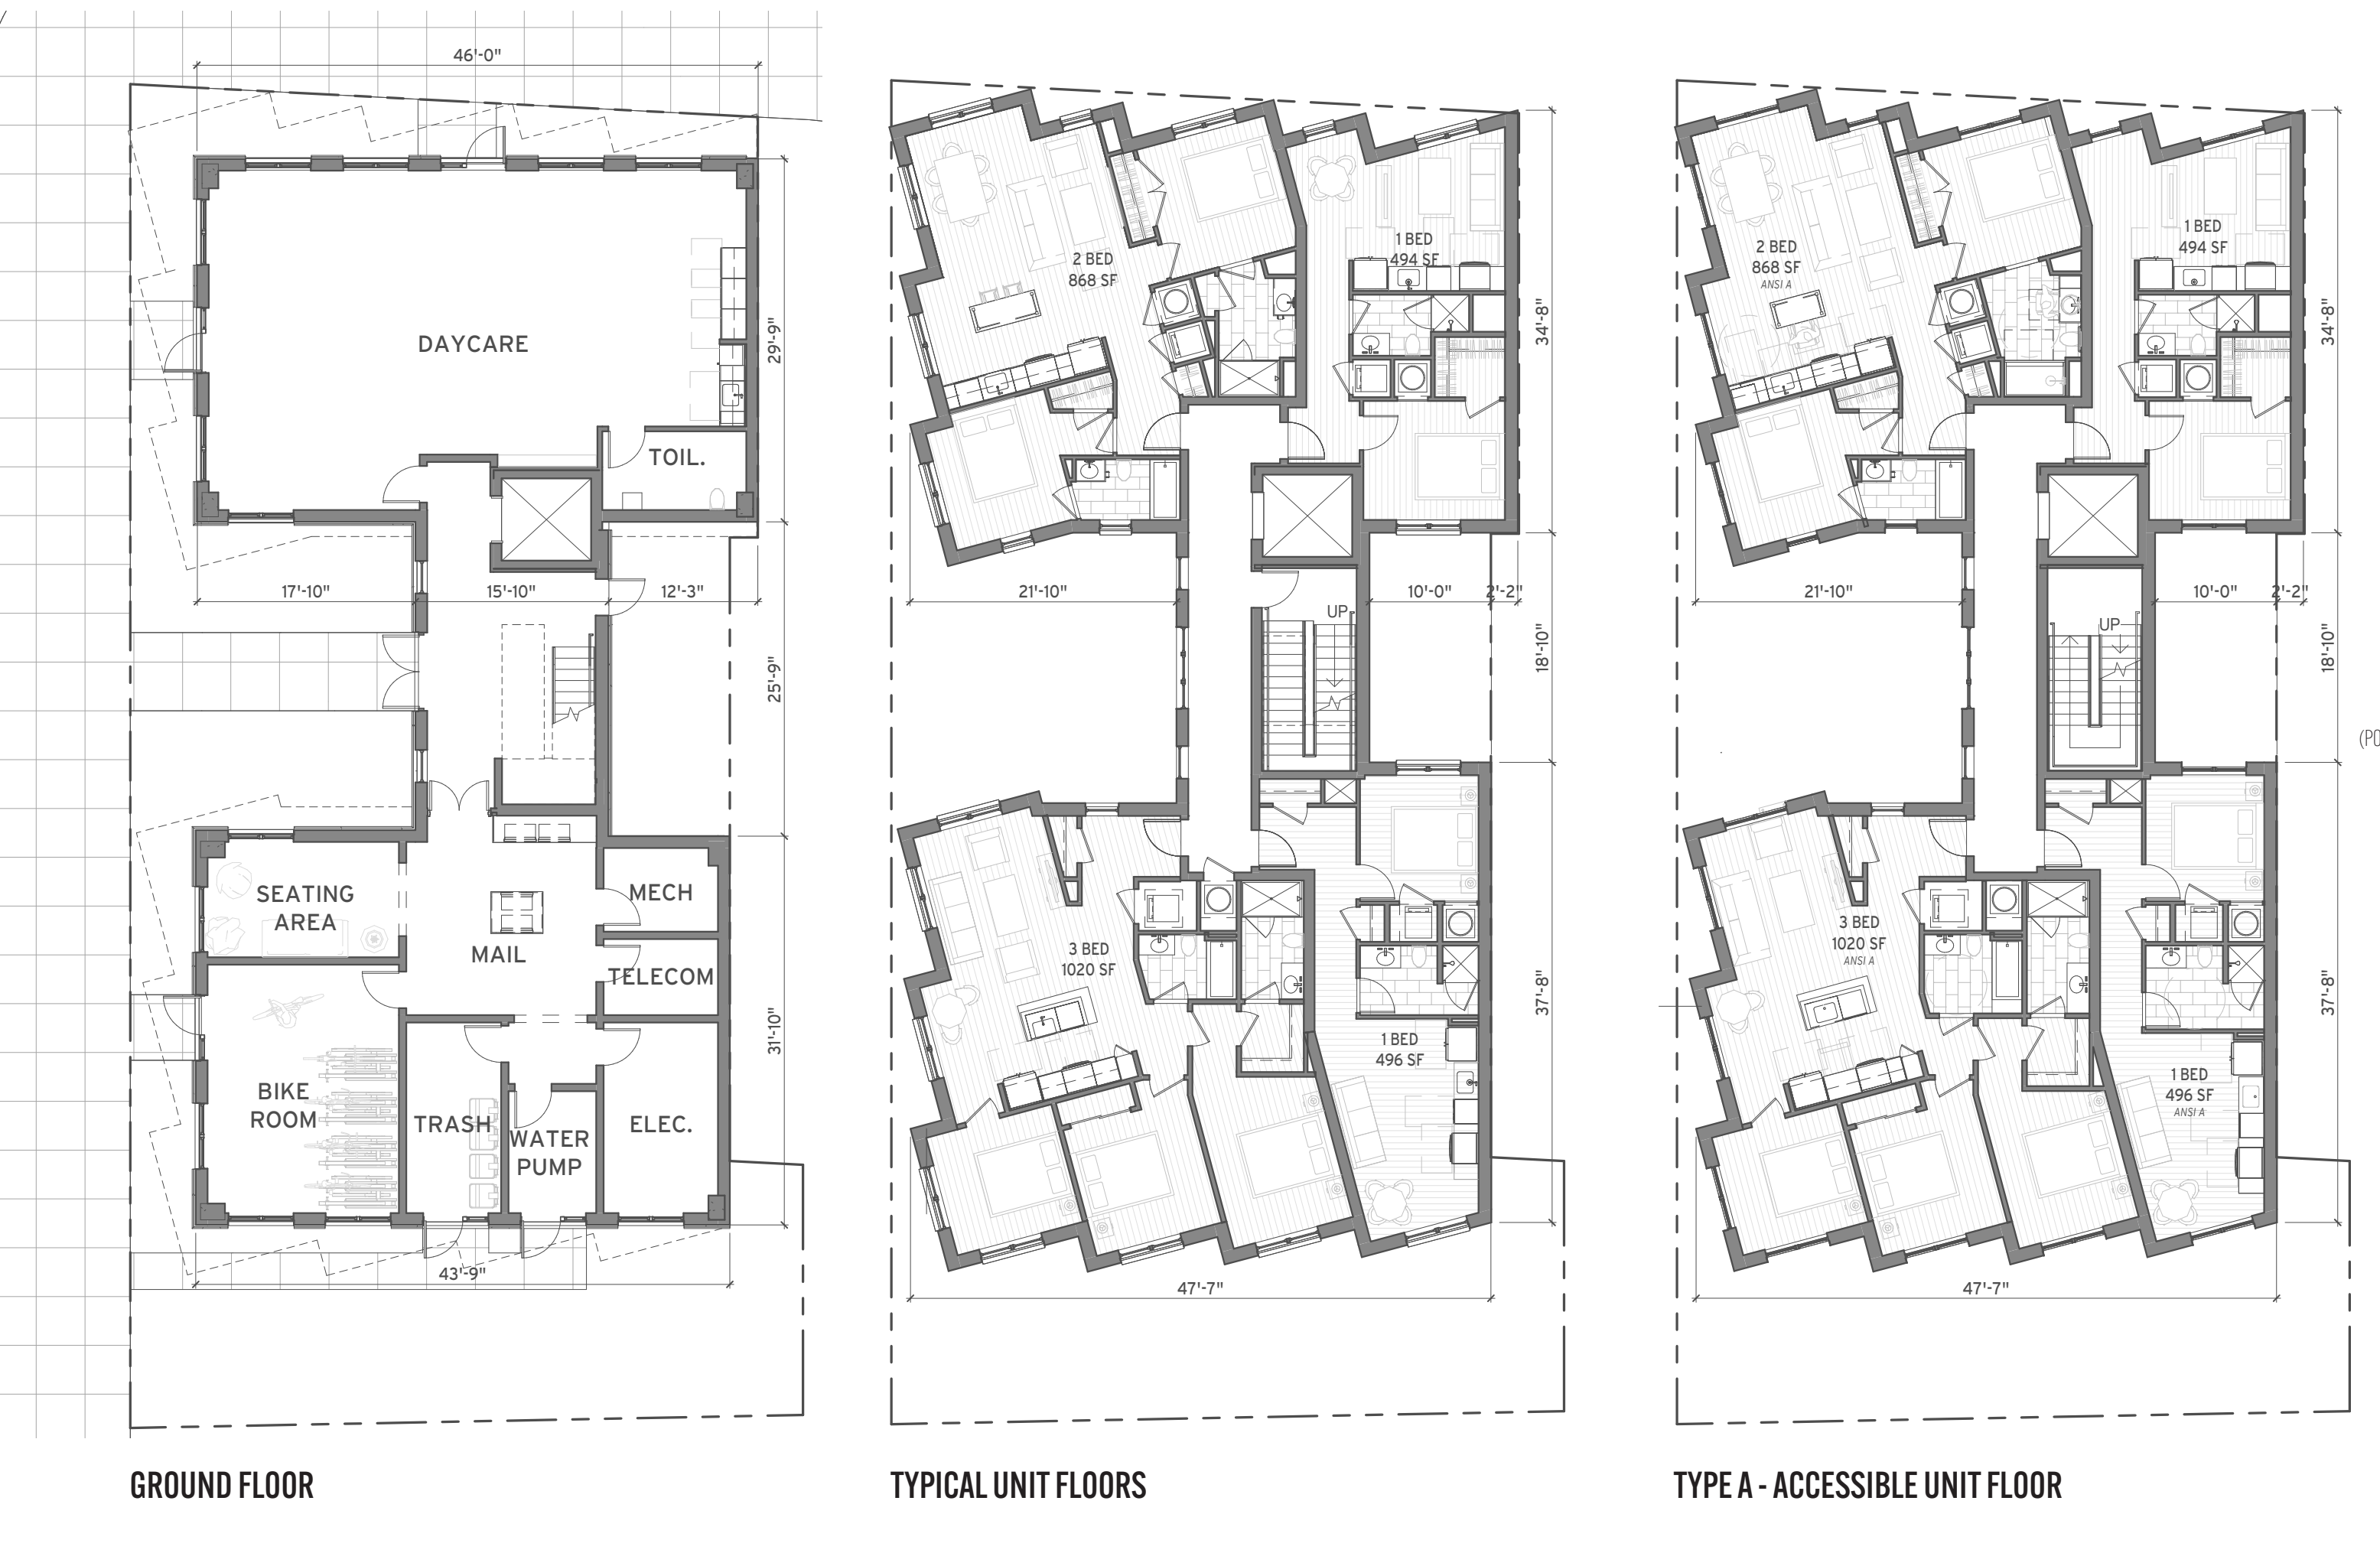 46'-0"
DAYCARE
29'-9"
TOIL.
17'-10"
15'-10"
12'-3"
25'-9"
SEATING
AREA
MECH
MAIL
TELECOM
31'-10"
BIKE
ROOM
TRASH
WATER
PUMP
ELEC.
43'-9"
GROUND FLOOR
2 BED
868 SF
1 BED
494 SF
34'-8"
21'-10"
10'-0"
2'-2"
UP
18'-10"
3 BED
1020 SF
1 BED
496 SF
37'-8"
47'-7"
TYPICAL UNIT FLOORS
2 BED
868 SF
ANSI A
1 BED
494 SF
34'-8"
21'-10"
10'-0"
2'-2"
UP
18'-10"
(PO
3 BED
1020 SF
ANSI A
1 BED
496 SF
ANSI A
37'-8"
47'-7"
TYPE A - ACCESSIBLE UNIT FLOOR